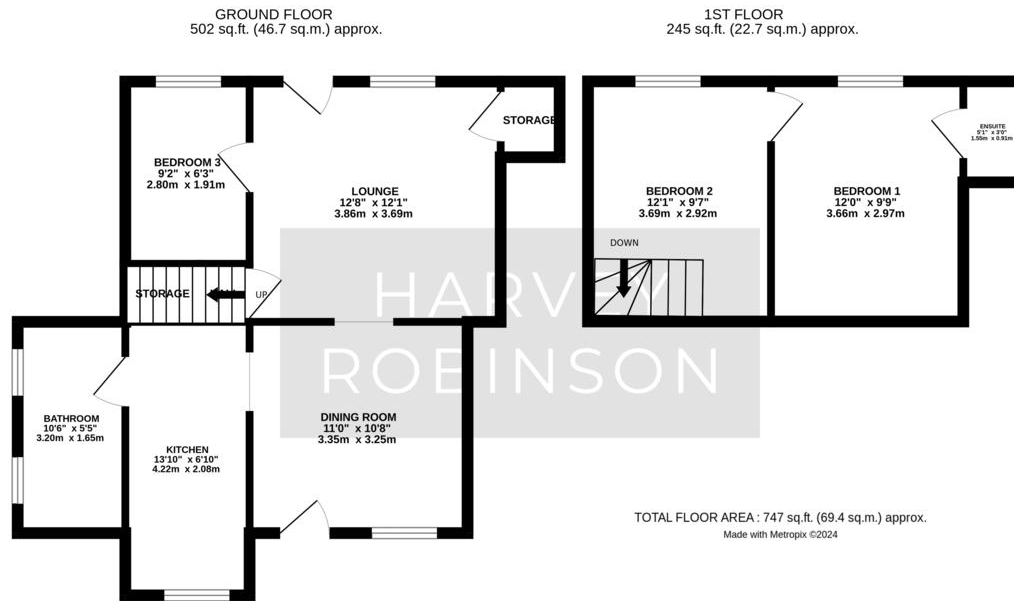 GROUND FLOOR
502 sq.ft. (46.7 sq.m.) approx.
1ST FLOOR
245 sq.ft. (22.7 sq.m.) approx.
BEDROOM 3
9'2" x 6'3"
2.80m x 1.91m
STORAGE
LOUNGE
12'8" x 12'1"
3.86m x 3.69m
STORAGE
UP
BATHROOM
10'6" x 5'5"
3.20m x 1.65m
KITCHEN
13'10" x 6'10"
4.22m x 2.08m
DINING ROOM
11'0" x 10'8"
3.35m x 3.25m
BEDROOM 2
12'1" x 9'7"
3.69m x 2.92m
DOWN
BEDROOM 1
12'0" x 9'9"
3.66m x 2.97m
ENSUITE
5'1" x 3'0"
1.55m x 0.91m
HARVEY
ROBINSON
TOTAL FLOOR AREA : 747 sq.ft. (69.4 sq.m.) approx.
Made with Metropix ©2024